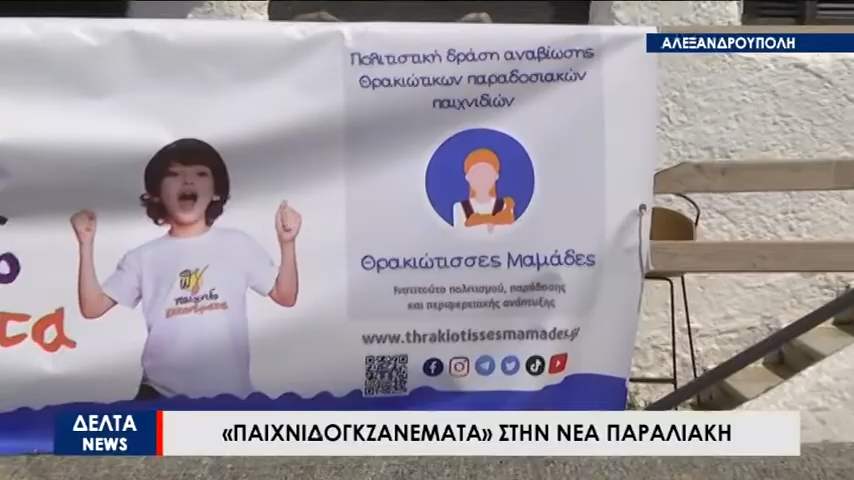 ΑΛΕΞΑΝΔΡΟΥΠΟΛΗ
Πολιτιστική δράση αναβίωσης
Θρακιώτικων παραδοσιακών
παιχνιδιών
Θρακιώτισσες Μαμάδες
Ινστιτούτο πολιτισμού, παράδοσης
και περιφερειακής ανάπτυξης
www.thrakiotissesmamades.gr
ΔΕΛΤΑ
NEWS
«ΠΑΙΧΝΙΔΟΓΚΖΑΝΕΜΑΤΑ» ΣΤΗΝ ΝΕΑ ΠΑΡΑΛΙΑΚΗ